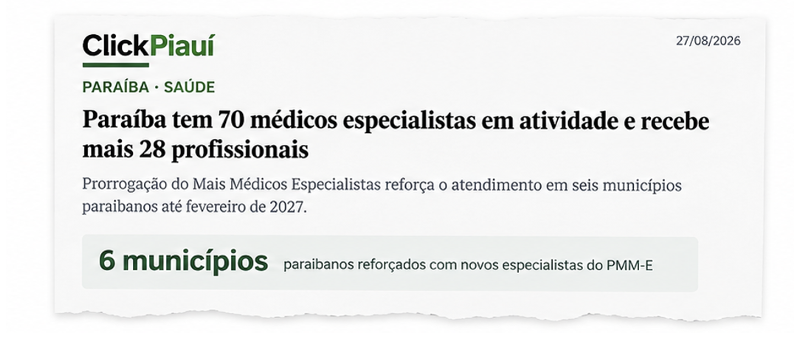 ClickPiauí
27/08/2026
PARAÍBA · SAÚDE
Paraíba tem 70 médicos especialistas em atividade e recebe
mais 28 profissionais
Prorrogação do Mais Médicos Especialistas reforça o atendimento em seis municípios
paraibanos até fevereiro de 2027.
6 municípios paraibanos reforçados com novos especialistas do PMM-E